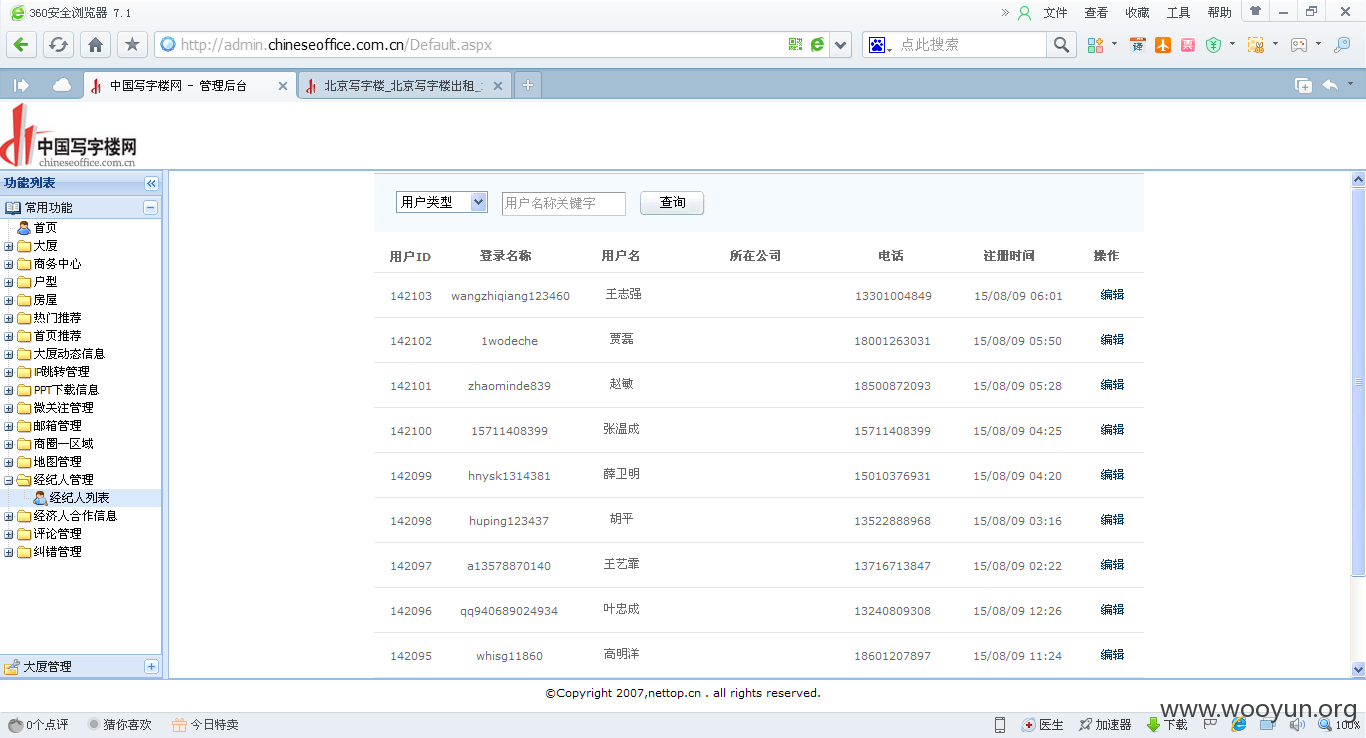 360安全浏览器 7.1
文件 查看 收藏 工具 帮助
http://admin.chineseoffice.com.cn/Default.aspx
点此搜索
中国写字楼网 - 管理后台
北京写字楼_北京写字楼出租_
中国写字楼网
chineseoffice.com.cn
功能列表
常用功能
首页
大厦
商务中心
户型
房屋
热门推荐
首页推荐
大厦动态信息
IP跳转管理
PPT下载信息
微关注管理
邮箱管理
商圈一区域
地图管理
经纪人管理
经纪人列表
经济人合作信息
评论管理
纠错管理
大厦管理
用户类型 用户名称关键字 查询
用户ID 登录名称 用户名 所在公司 电话 注册时间 操作
142103 wangzhiqiang123460 王志强 13301004849 15/08/09 06:01 编辑
142102 1wodeche 贾磊 18001263031 15/08/09 05:50 编辑
142101 zhaominde839 赵敏 18500872093 15/08/09 05:28 编辑
142100 15711408399 张温成 15711408399 15/08/09 04:25 编辑
142099 hnysk1314381 薛卫明 15010376931 15/08/09 04:20 编辑
142098 huping123437 胡平 13522888968 15/08/09 03:16 编辑
142097 a13578870140 王艺霏 13716713847 15/08/09 02:22 编辑
142096 qq940689024934 叶忠成 13240809308 15/08/09 12:26 编辑
142095 whisg11860 高明洋 18601207897 15/08/09 11:24 编辑
©Copyright 2007,nettop.cn . all rights reserved.
www.wooyun.org
0个点评 猜你喜欢 今日特卖 医生 加速器 下载 100%